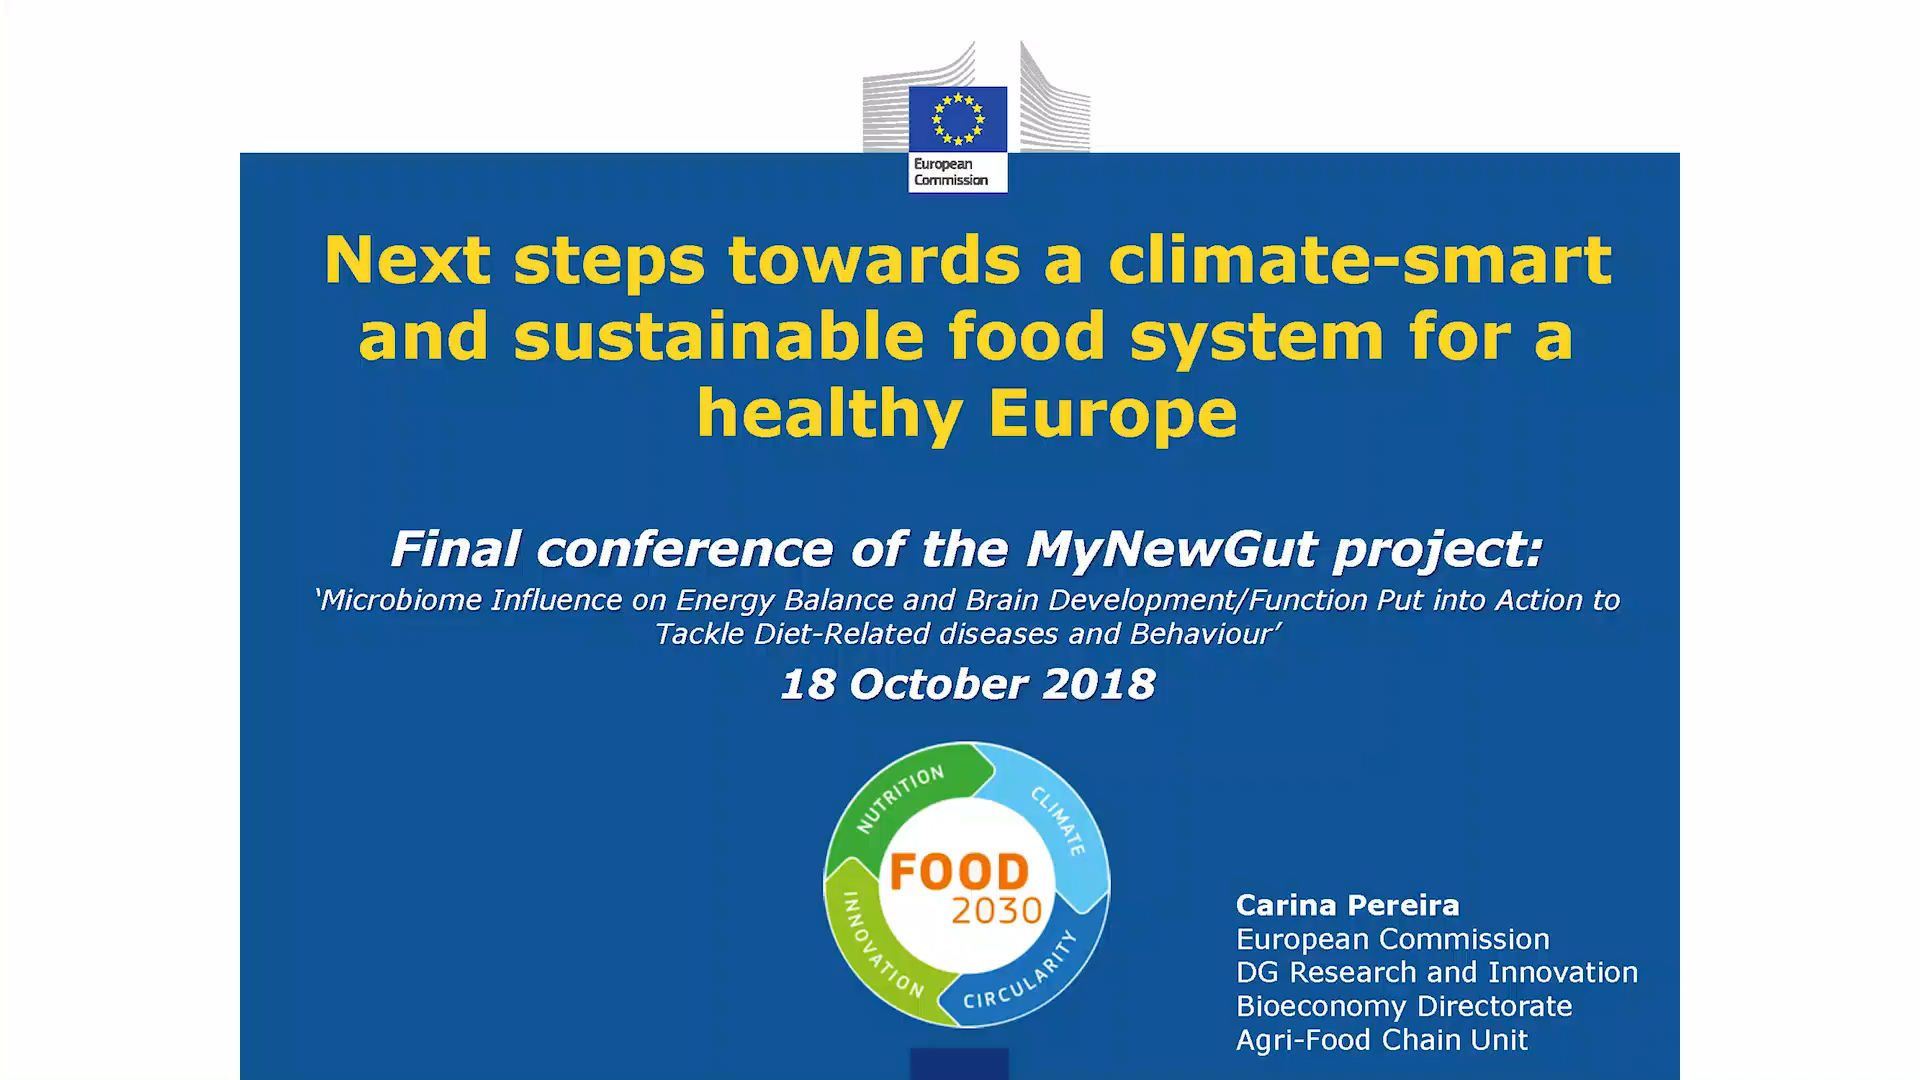 European
Commission
Next steps towards a climate-smart
and sustainable food system for a
healthy Europe
Final conference of the MyNewGut project:
‘Microbiome Influence on Energy Balance and Brain Development/Function Put into Action to
Tackle Diet-Related diseases and Behaviour’
18 October 2018
NUTRITION
CLIMATE
FOOD
2030
INNOVATION
CIRCULARITY
Carina Pereira
European Commission
DG Research and Innovation
Bioeconomy Directorate
Agri-Food Chain Unit